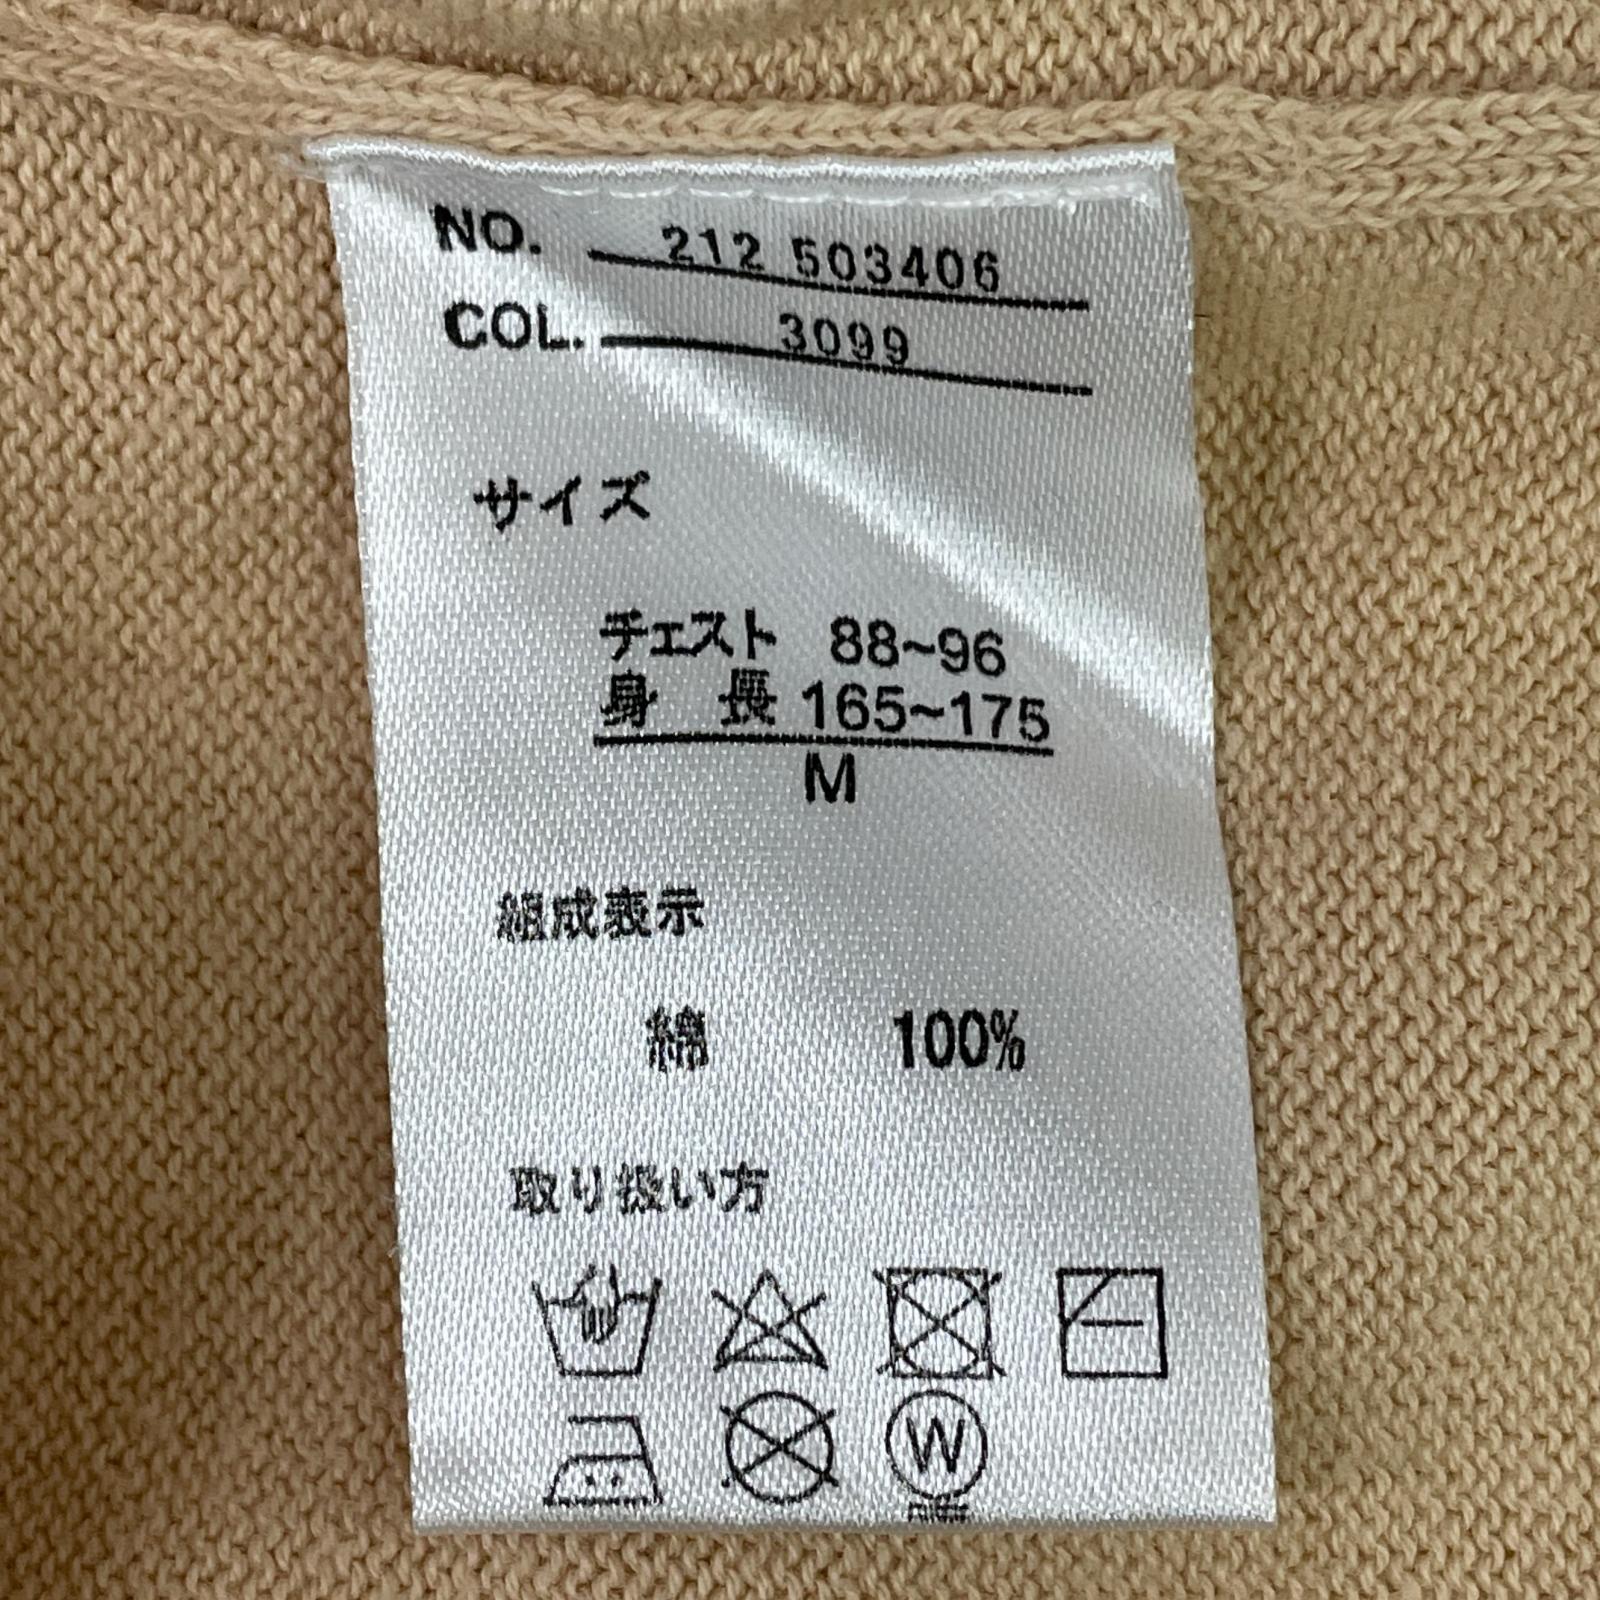 NO. 212 503406
COL. 3099
サイズ
チェスト 88~96
身 長 165~175
M
組成表示
綿 100%
取り扱い方
W